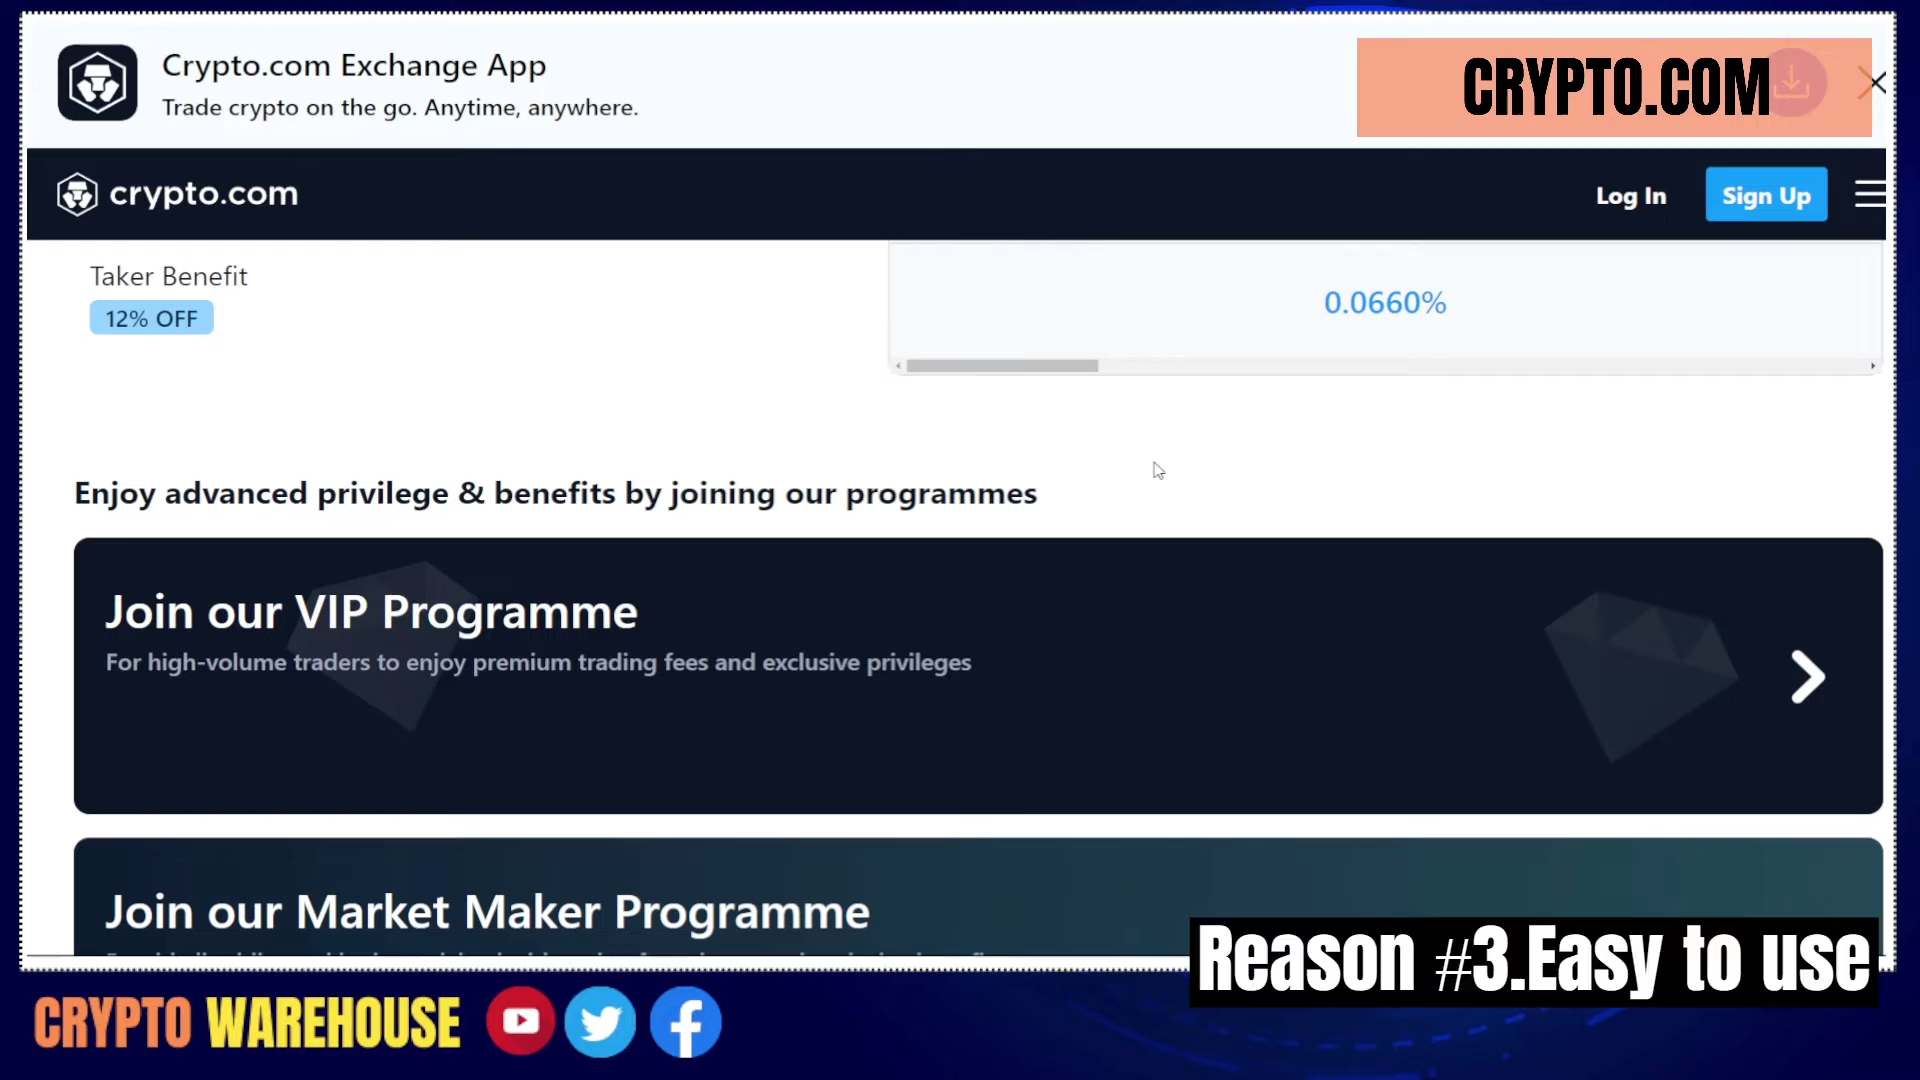 Crypto.com Exchange App
Trade crypto on the go. Anytime, anywhere.
CRYPTO.COM
crypto.com
Log In
Sign Up
Taker Benefit
12% OFF
0.0660%
Enjoy advanced privilege & benefits by joining our programmes
Join our VIP Programme
For high-volume traders to enjoy premium trading fees and exclusive privileges
Join our Market Maker Programme
Reason #3.Easy to use
CRYPTO WAREHOUSE